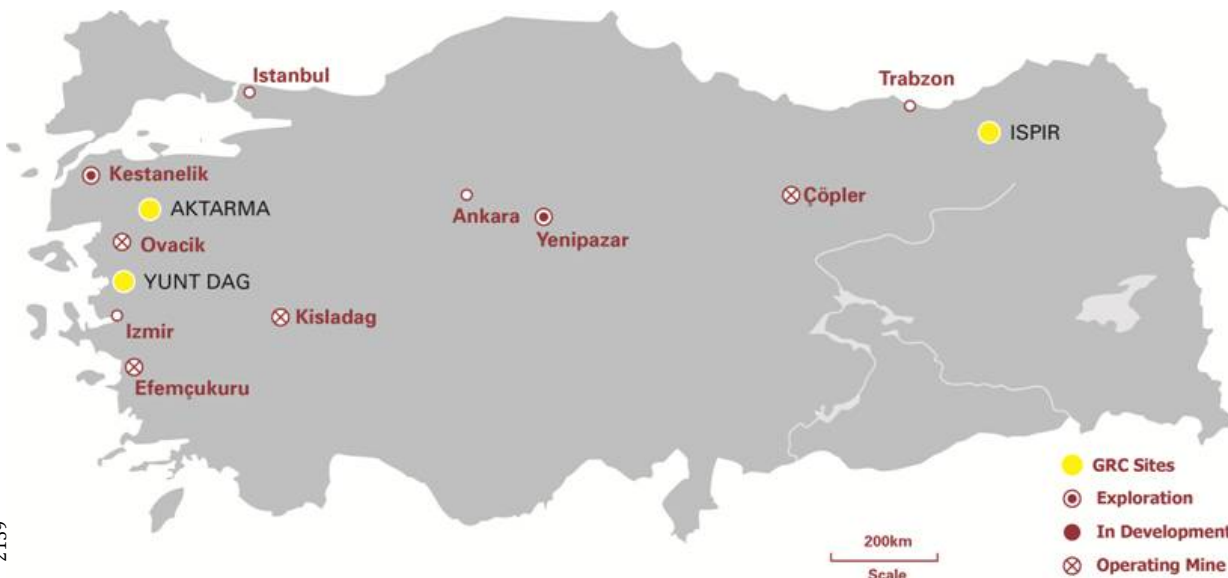 Istanbul
Trabzon
ISPIR
Kestanelik
AKTARMA
Çöpler
Ankara
Yenipazar
Ovacik
YUNT DAG
Kisladag
Izmir
Efemçukuru
GRC Sites
Exploration
In Development
Operating Mine
200km
Scale
2159